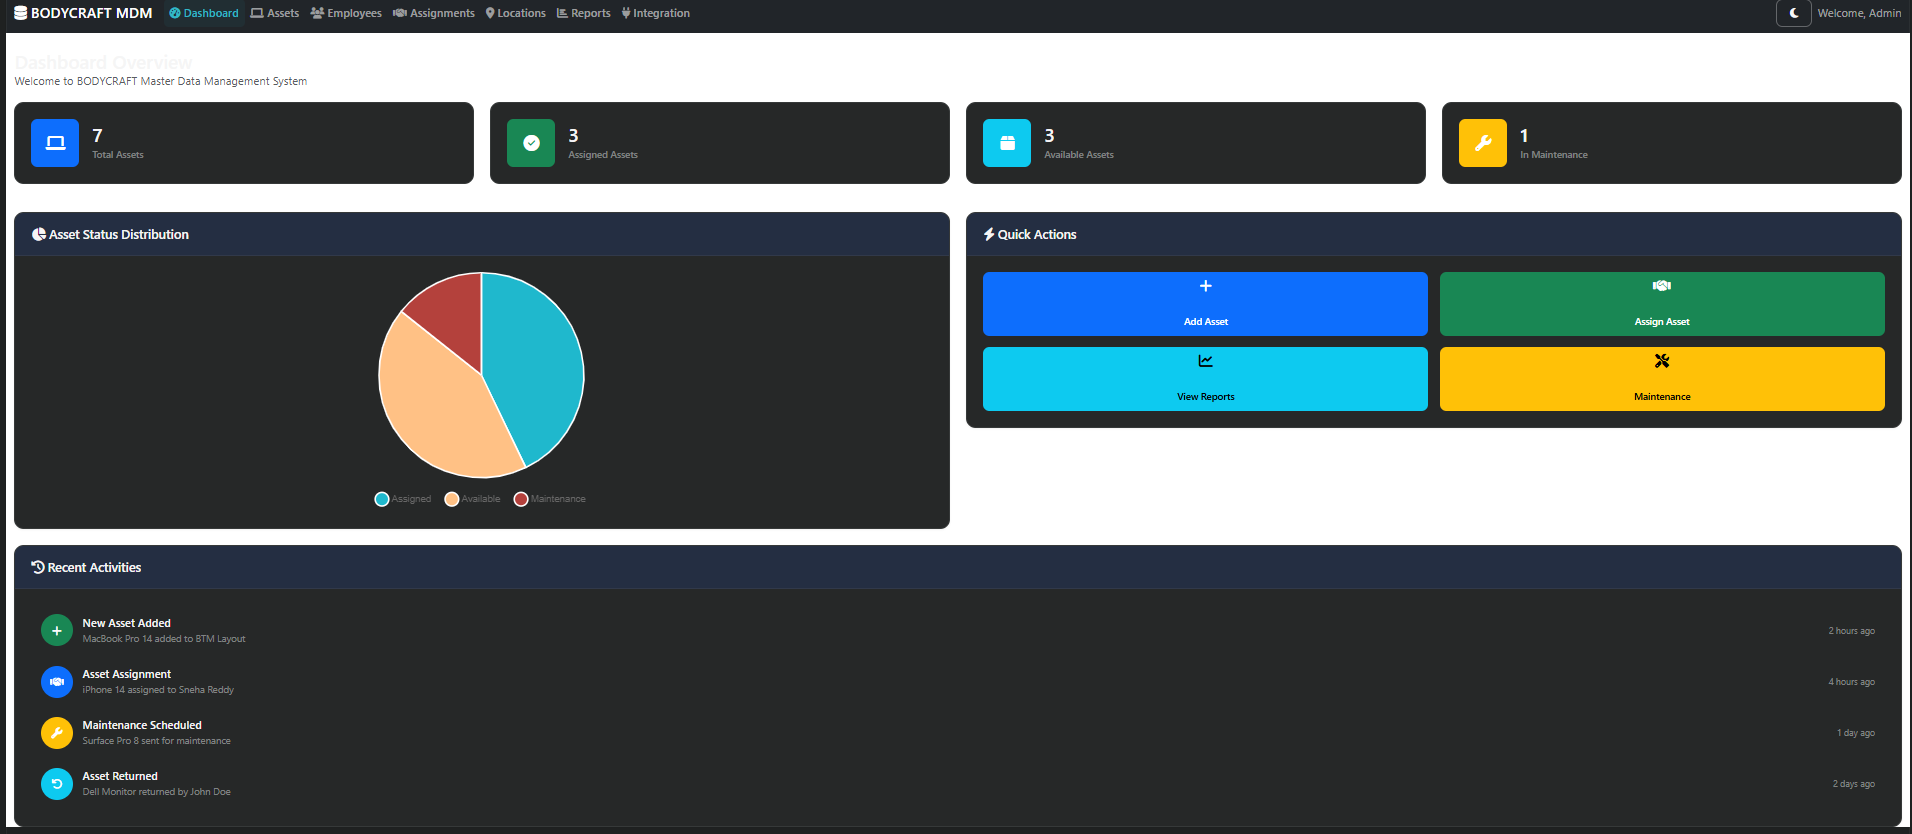 BODYCRAFT MDM Dashboard Assets Employees Assignments Locations Reports Integration Welcome, Admin
Dashboard Overview
Welcome to BODYCRAFT Master Data Management System
7
Total Assets
3
Assigned Assets
3
Available Assets
1
In Maintenance
Asset Status Distribution
Assigned Available Maintenance
Quick Actions
Add Asset
Assign Asset
View Reports
Maintenance
Recent Activities
New Asset Added
MacBook Pro 14 added to BTM Layout
2 hours ago
Asset Assignment
iPhone 14 assigned to Sneha Reddy
4 hours ago
Maintenance Scheduled
Surface Pro 8 sent for maintenance
1 day ago
Asset Returned
Dell Monitor returned by John Doe
2 days ago